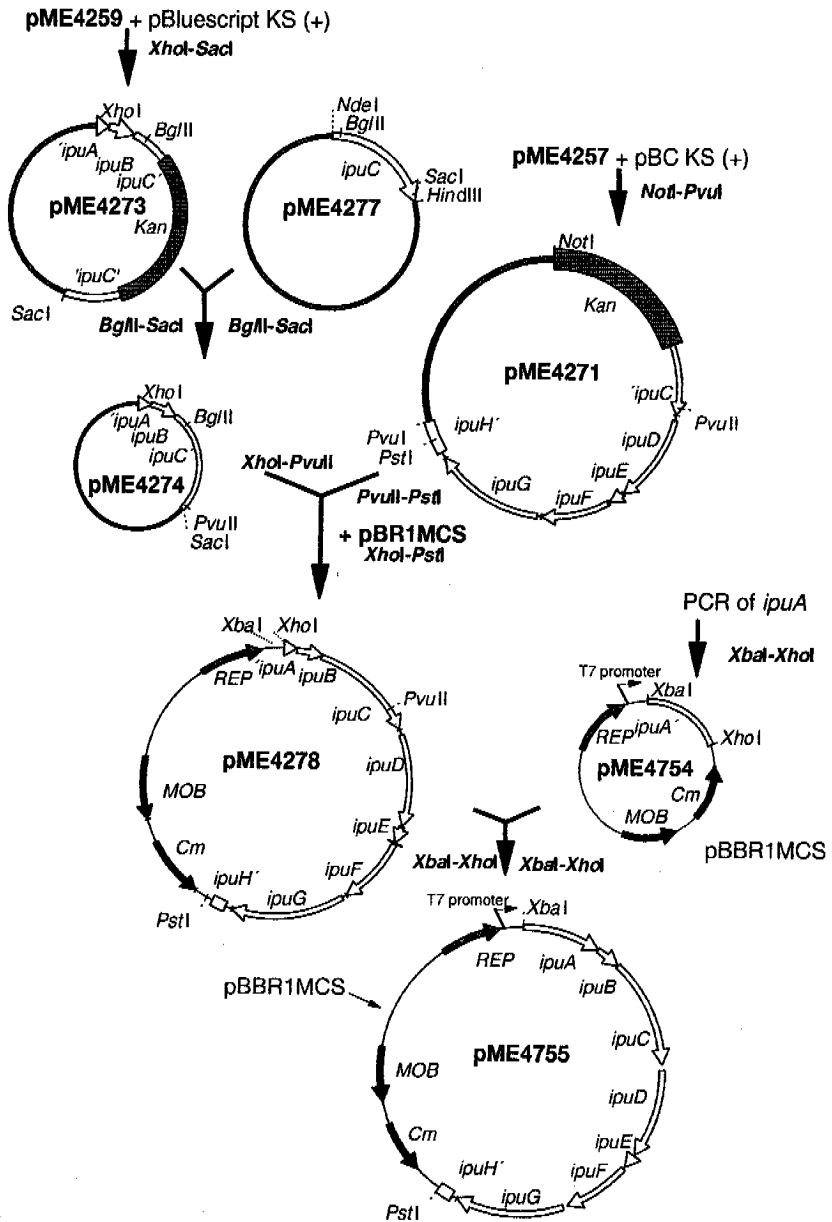 pME4259 + pBluescript KS (+)
XhoI-SacI
XhoI
BglII
´ipuA
ipuB
ipuC´
pME4273
Kan
'ipuC'
SacI
NdeI
BglII
ipuC
SacI
HindIII
pME4277
pME4257 + pBC KS (+)
NotI-PvuI
BglII-SacI
BglII-SacI
NotI
Kan
pME4271
´ipuC
PvuII
ipuD
ipuE
ipuF
ipuG
ipuH´
PvuI
PstI
XhoI
´ipuA
BglII
ipuB
ipuC´
pME4274
PvuII
SacI
XhoI-PvuII
PvuII-PstI
+ pBR1MCS
XhoI-PstI
PCR of ipuA
XbaI-XhoI
XbaI
XhoI
REP
´ipuA
ipuB
ipuC
PvuII
pME4278
ipuD
MOB
ipuE
Cm
ipuF
ipuH´
ipuG
PstI
T7 promoter
XbaI
REP
ipuA´
XhoI
pME4754
Cm
MOB
pBBR1MCS
XbaI-XhoI
XbaI-XhoI
T7 promoter
XbaI
REP
ipuA
ipuB
pBBR1MCS
ipuC
pME4755
MOB
ipuD
Cm
ipuE
ipuH´
ipuF
ipuG
PstI